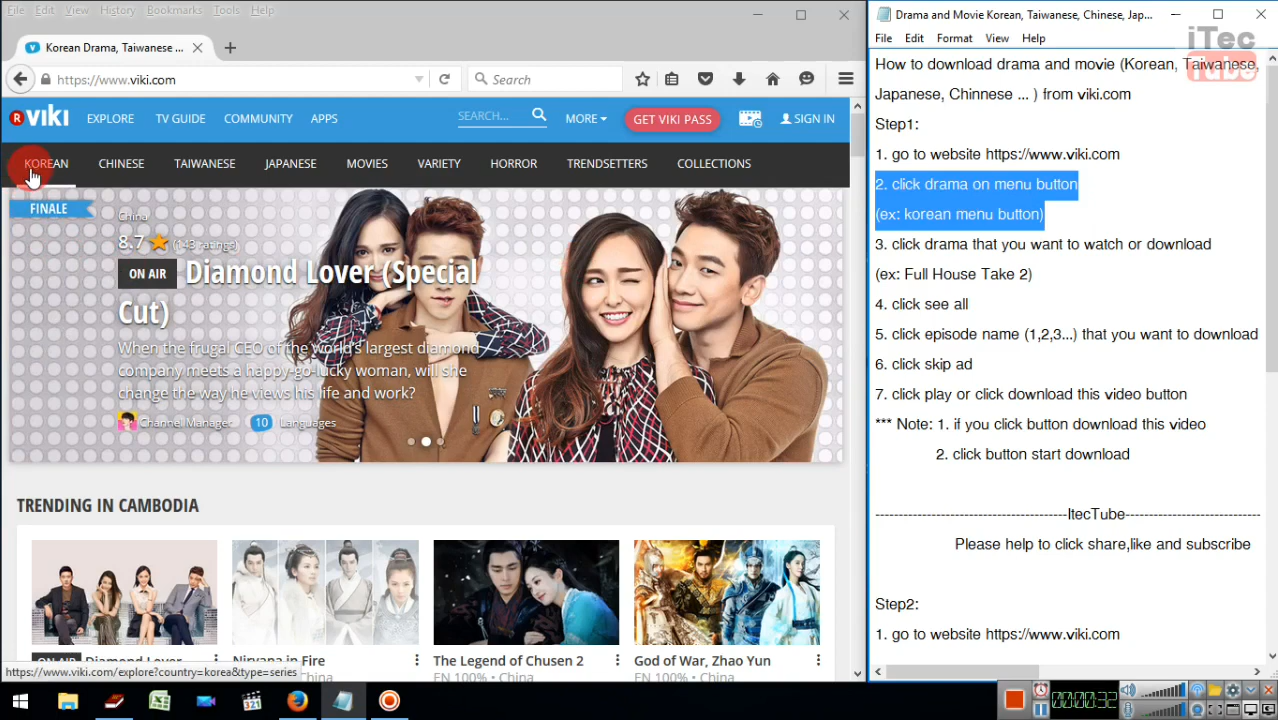 File Edit View History Bookmarks Tools Help
Korean Drama, Taiwanese ...
https://www.viki.com
Search
R viki EXPLORE TV GUIDE COMMUNITY APPS SEARCH... MORE GET VIKI PASS SIGN IN
KOREAN CHINESE TAIWANESE JAPANESE MOVIES VARIETY HORROR TRENDSETTERS COLLECTIONS
FINALE
China
8.7 (143 ratings)
ON AIR Diamond Lover (Special
Cut)
When the frugal CEO of the world's largest diamond
company meets a happy-go-lucky woman, will she
change the way he views his life and work?
Channel Manager 10 Languages
TRENDING IN CAMBODIA
ON AIR Diamond Lover
Nirvana in Fire
The Legend of Chusen 2
EN 100% • China
God of War, Zhao Yun
EN 100% • China
https://www.viki.com/explore?country=korea&type=series
Drama and Movie Korean, Taiwanese, Chinese, Jap...
File Edit Format View Help
iTec
Tube
How to download drama and movie (Korean, Taiwanese,
Japanese, Chinnese ... ) from viki.com
Step1:
1. go to website https://www.viki.com
2. click drama on menu button
(ex: korean menu button)
3. click drama that you want to watch or download
(ex: Full House Take 2)
4. click see all
5. click episode name (1,2,3...) that you want to download
6. click skip ad
7. click play or click download this video button
*** Note: 1. if you click button download this video
2. click button start download
----------------------------------------ItecTube----------------------------
Please help to click share,like and subscribe
Step2:
1. go to website https://www.viki.com
321
00:00:32